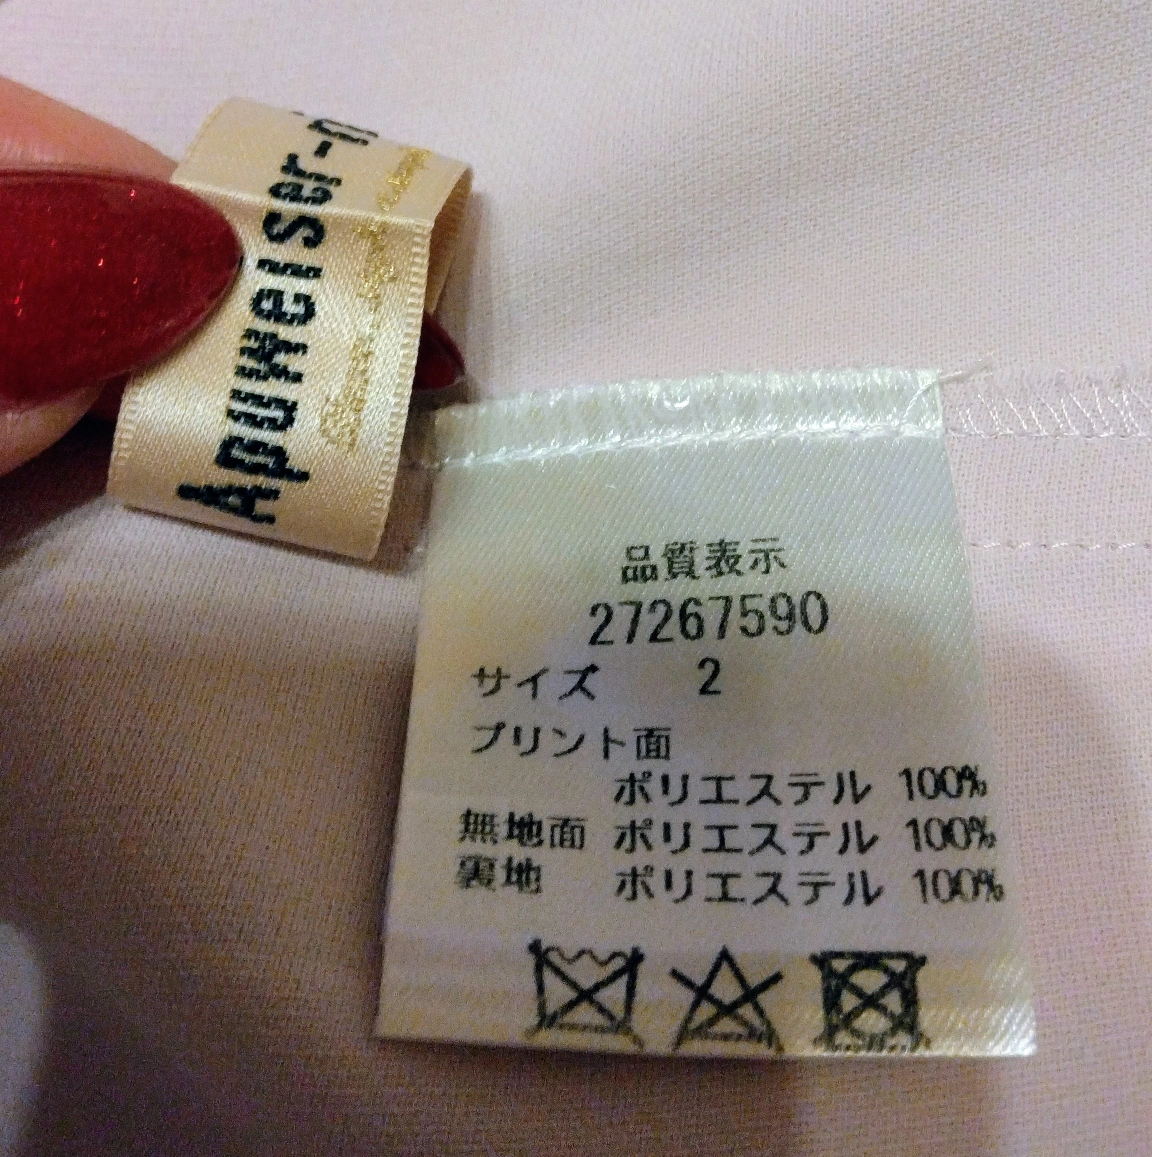 Apuweiser-ri
品質表示
27267590
サイズ 2
プリント面
ポリエステル 100%
無地面 ポリエステル 100%
裏地 ポリエステル 100%